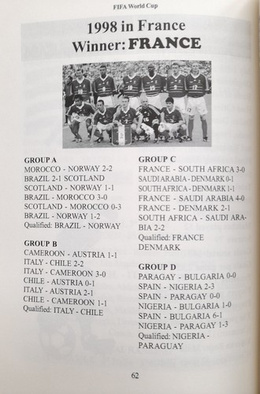 FIFA World Cup
1998 in France
Winner: FRANCE
GROUP A
MOROCCO - NORWAY 2-2
BRAZIL 2-1 SCOTLAND
SCOTLAND - NORWAY 1-1
BRAZIL - MOROCCO 3-0
SCOTLAND - MOROCCO 0-3
BRAZIL - NORWAY 1-2
Qualified: BRAZIL - NORWAY
GROUP B
CAMEROON - AUSTRIA 1-1
ITALY - CHILE 2-2
ITALY - CAMEROON 3-0
CHILE - AUSTRIA 0-1
ITALY - AUSTRIA 2-1
CHILE - CAMEROON 1-1
Qualified: ITALY - CHILE
GROUP C
FRANCE - SOUTH AFRICA 3-0
SAUDI ARABIA - DENMARK 0-1
SOUTH AFRICA - DENMARK 1-1
FRANCE - SAUDI ARABIA 4-0
FRANCE - DENMARK 2-1
SOUTH AFRICA - SAUDI ARA-
BIA 2-2
Qualified: FRANCE
DENMARK
GROUP D
PARAGAY - BULGARIA 0-0
SPAIN - NIGERIA 2-3
SPAIN - PARAGAY 0-0
NIGERIA - BULGARIA 1-0
SPAIN - BULGARIA 6-1
NIGERIA - PARAGAY 1-3
Qualified: NIGERIA -
PARAGUAY
62